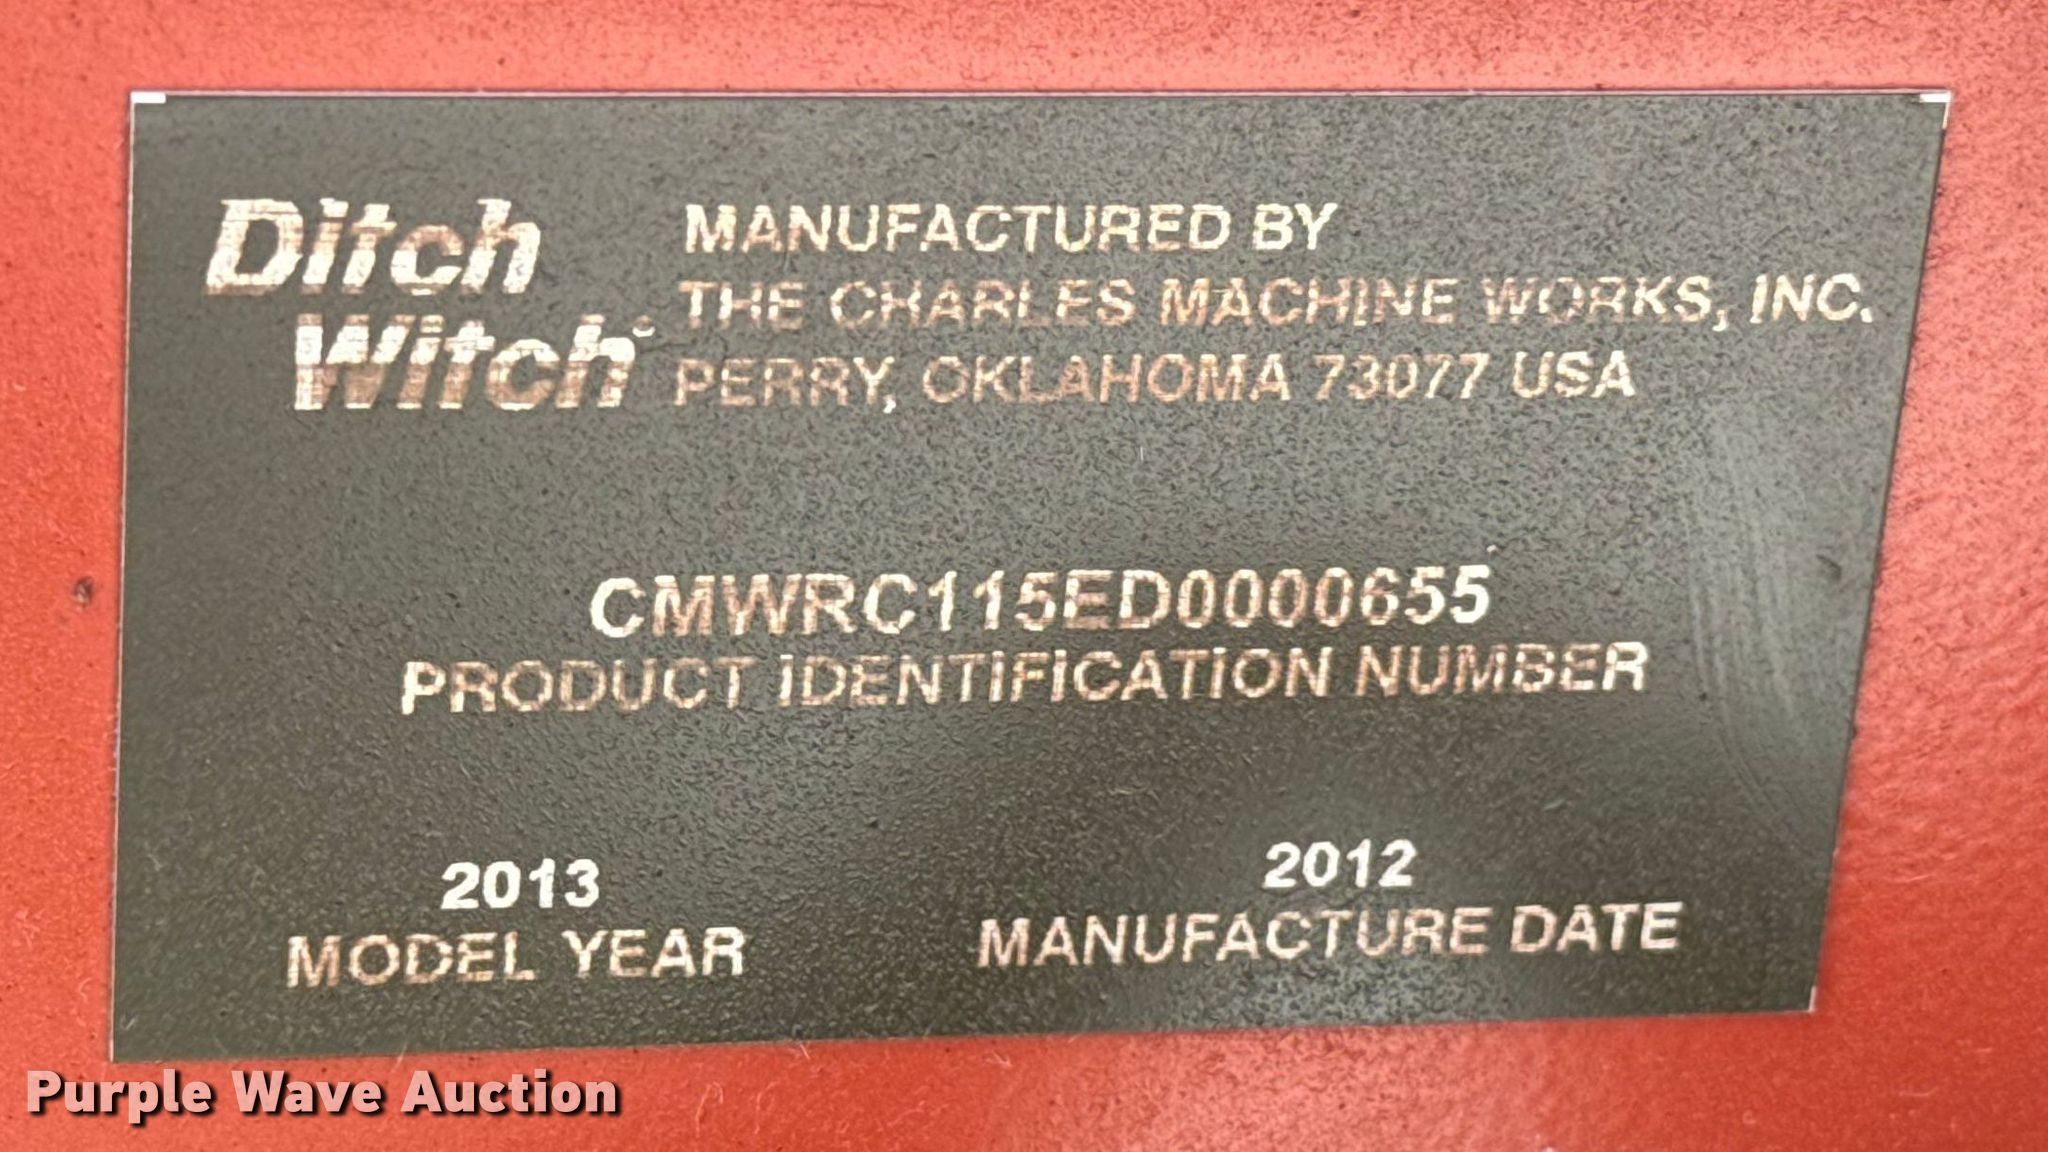 Ditch
Witch
MANUFACTURED BY
THE CHARLES MACHINE WORKS, INC.
PERRY, OKLAHOMA 73077 USA
CMWRC115ED0000655
PRODUCT IDENTIFICATION NUMBER
2013
MODEL YEAR
2012
MANUFACTURE DATE
Purple Wave Auction